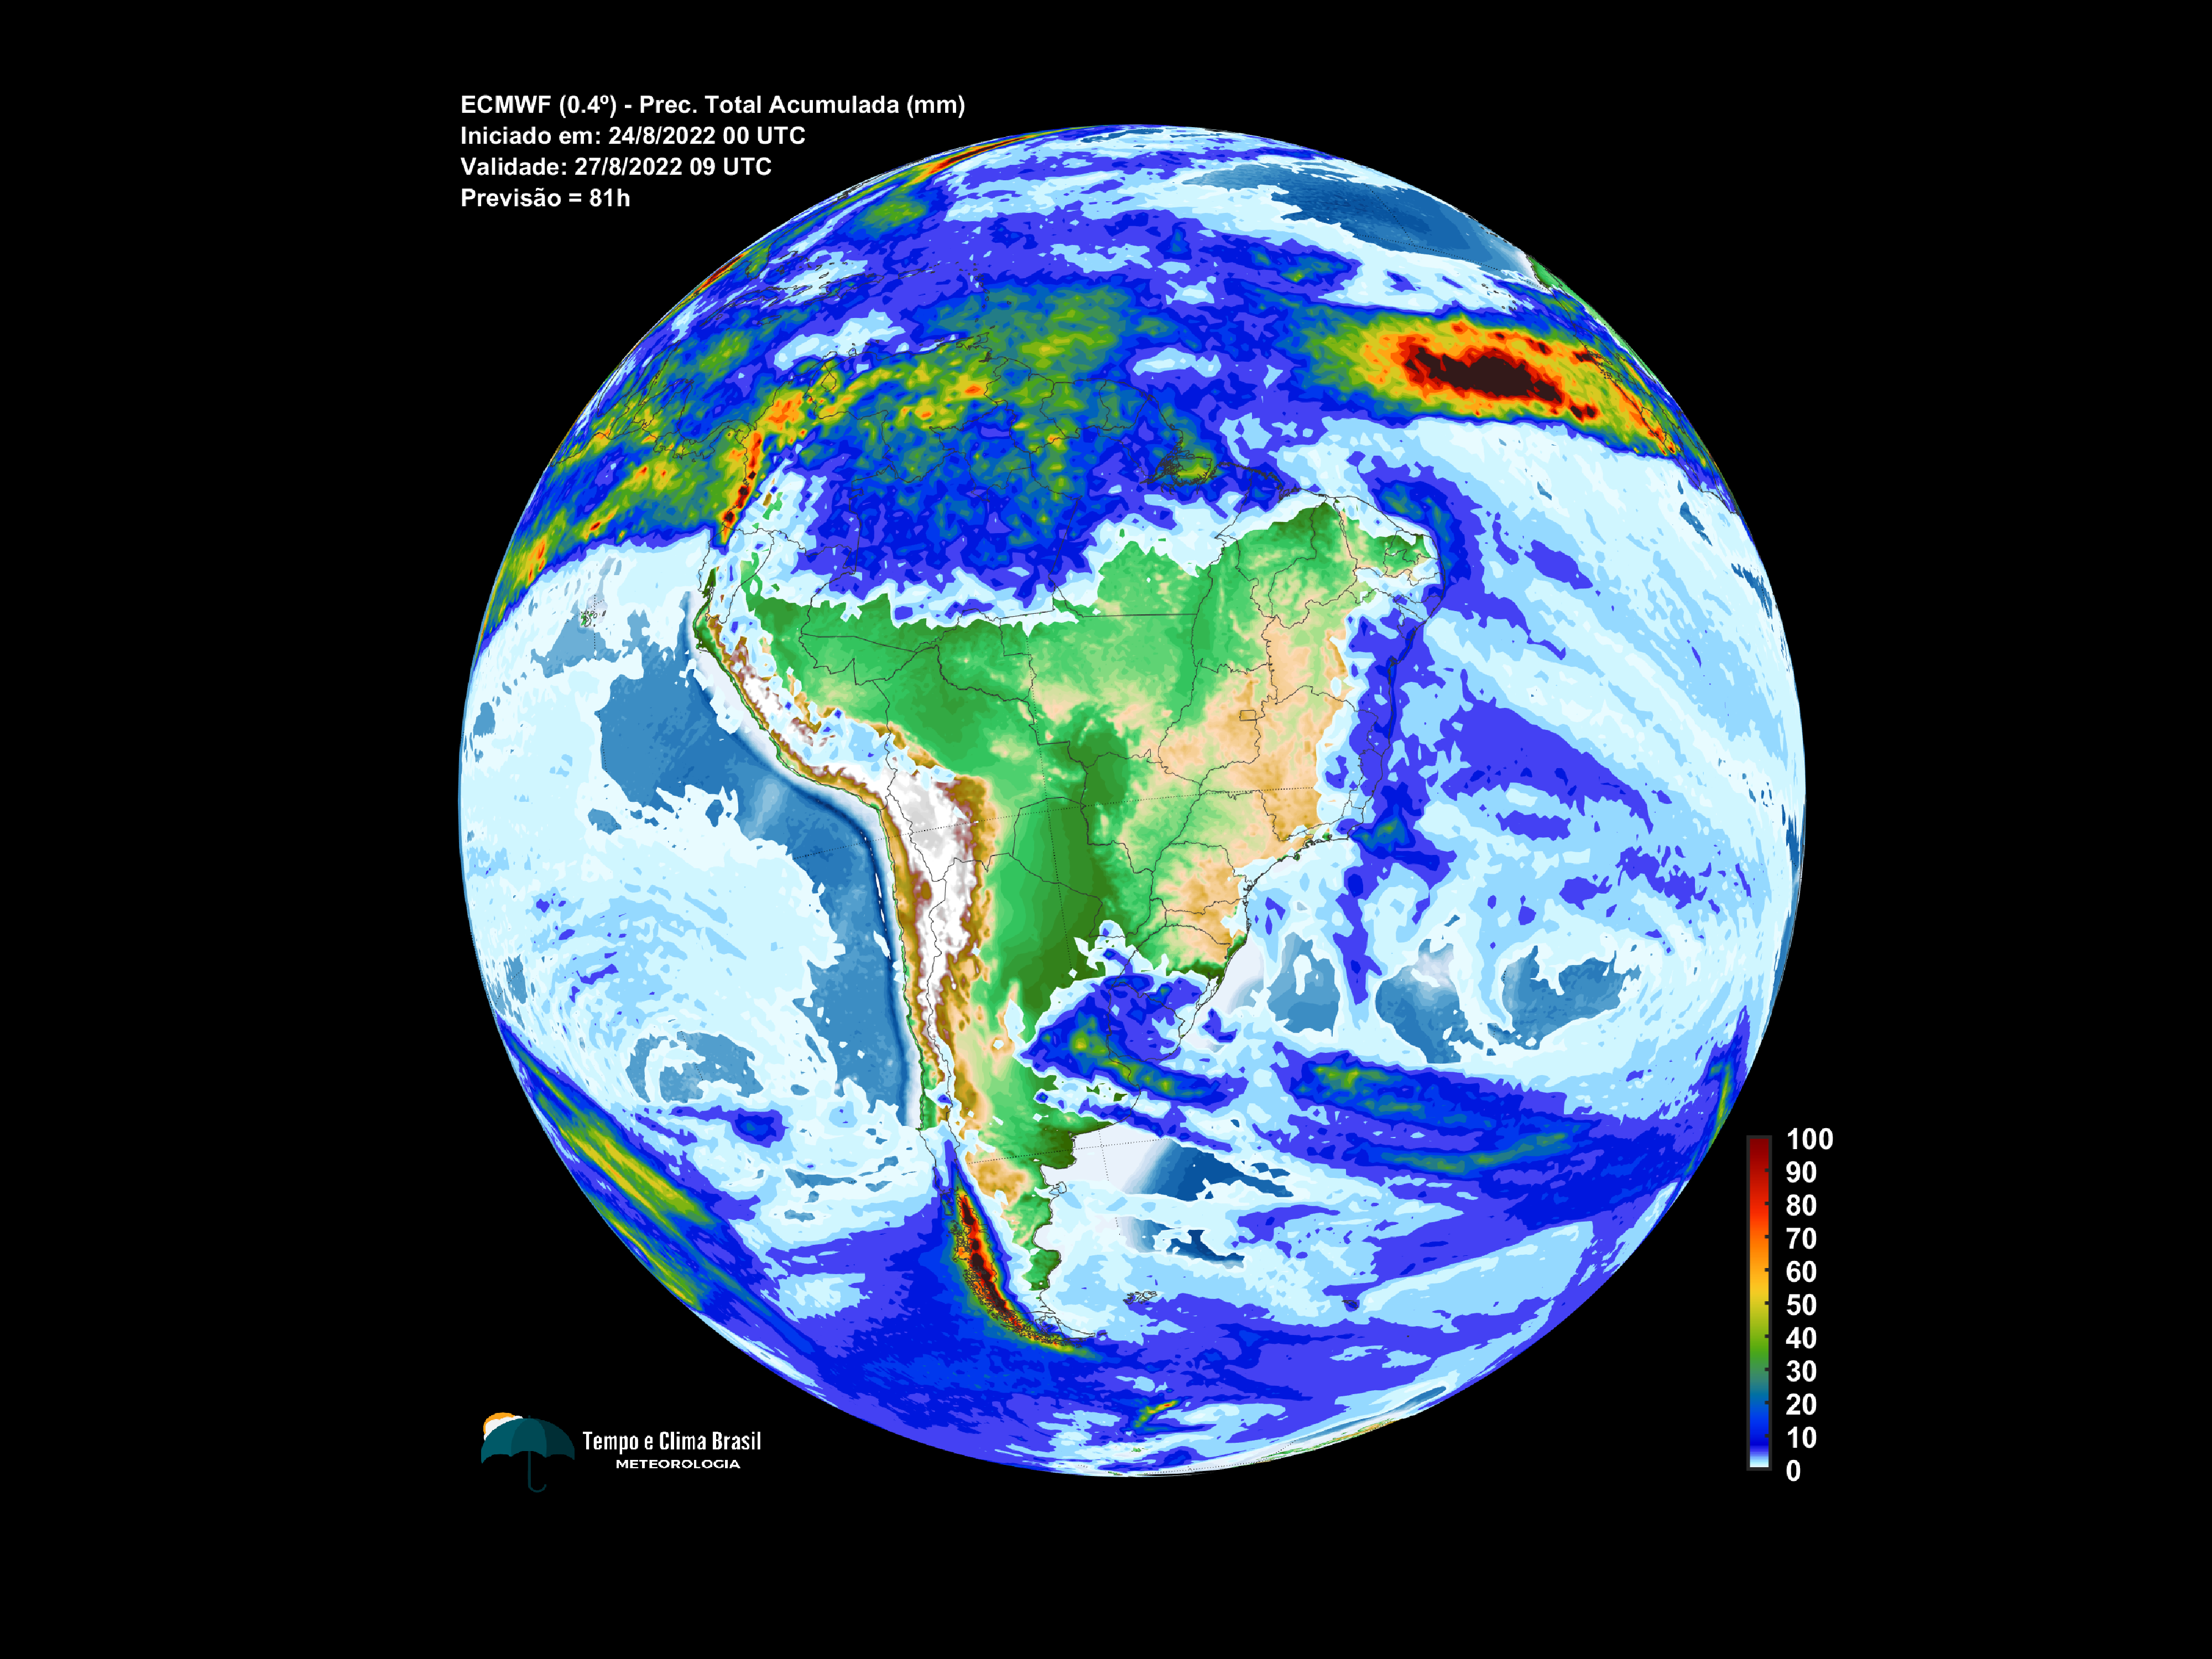 ECMWF (0.4º) - Prec. Total Acumulada (mm)
Iniciado em: 24/8/2022 00 UTC
Validade: 27/8/2022 09 UTC
Previsão = 81h
100
90
80
70
60
50
40
30
20
10
0
Tempo e Clima Brasil
METEOROLOGIA